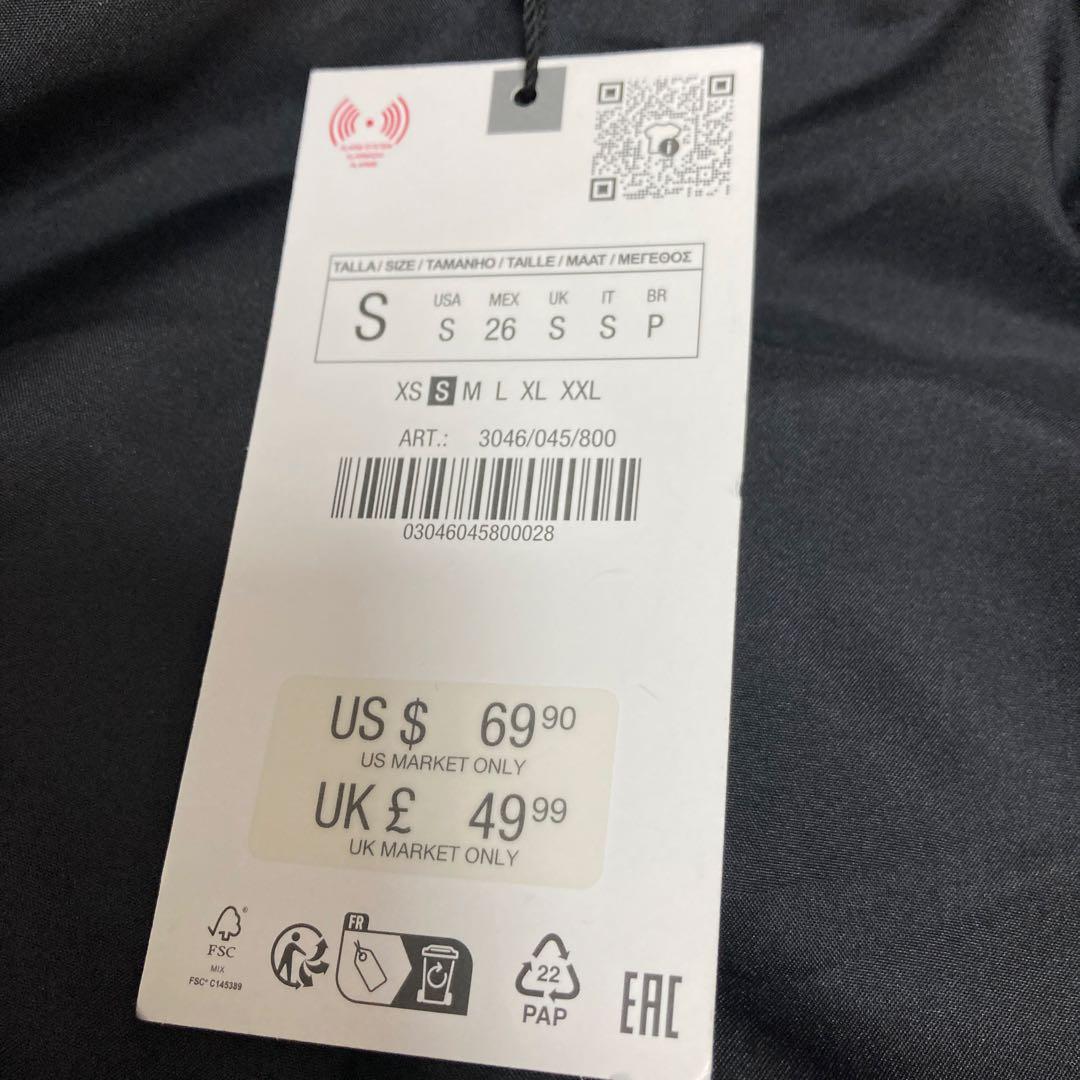 TALLA / SIZE / TAMANHO / TAILLE / MAAT / ΜΕΓΕΘΟΣ
USA MEX UK IT BR
S S 26 S S P
XS S M L XL XXL
ART.: 3046/045/800
03046045800028
US $ 69 90
US MARKET ONLY
UK £ 49 99
UK MARKET ONLY
FR
FSC
MIX
FSC® C145389
22
PAP
EAC